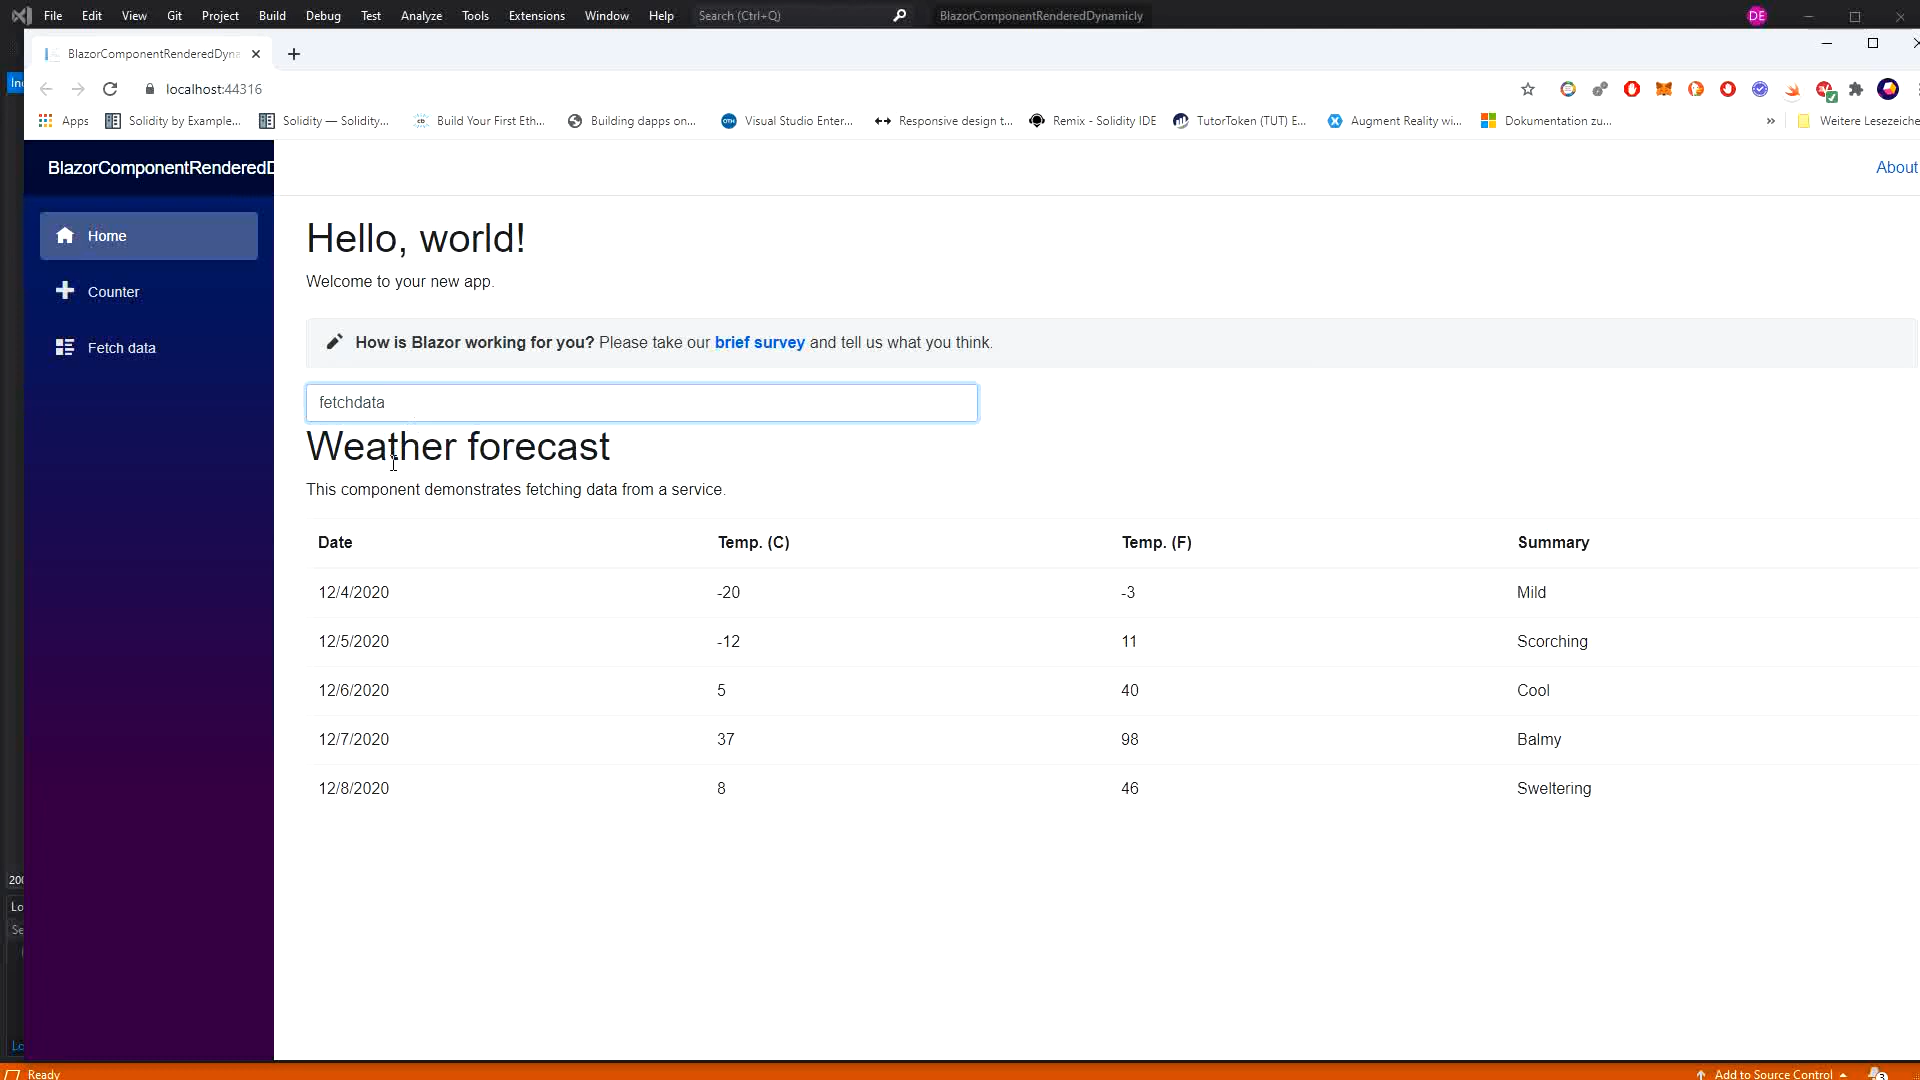 File Edit View Git Project Build Debug Test Analyze Tools Extensions Window Help Search (Ctrl+Q) BlazorComponentRenderedDynamicly DE
BlazorComponentRenderedDyna
localhost:44316
Apps Solidity by Example... Solidity — Solidity... Build Your First Eth... Building dapps on... Visual Studio Enter... Responsive design t... Remix - Solidity IDE TutorToken (TUT) E... Augment Reality wi... Dokumentation zu... » Weitere Lesezeiche
BlazorComponentRenderedD
About
Home
Counter
Fetch data
Hello, world!
Welcome to your new app.
How is Blazor working for you? Please take our brief survey and tell us what you think.
fetchdata
Weather forecast
This component demonstrates fetching data from a service.
Date Temp. (C) Temp. (F) Summary
12/4/2020 -20 -3 Mild
12/5/2020 -12 11 Scorching
12/6/2020 5 40 Cool
12/7/2020 37 98 Balmy
12/8/2020 8 46 Sweltering
200
Lo
Se
Lo
Ready Add to Source Control 3